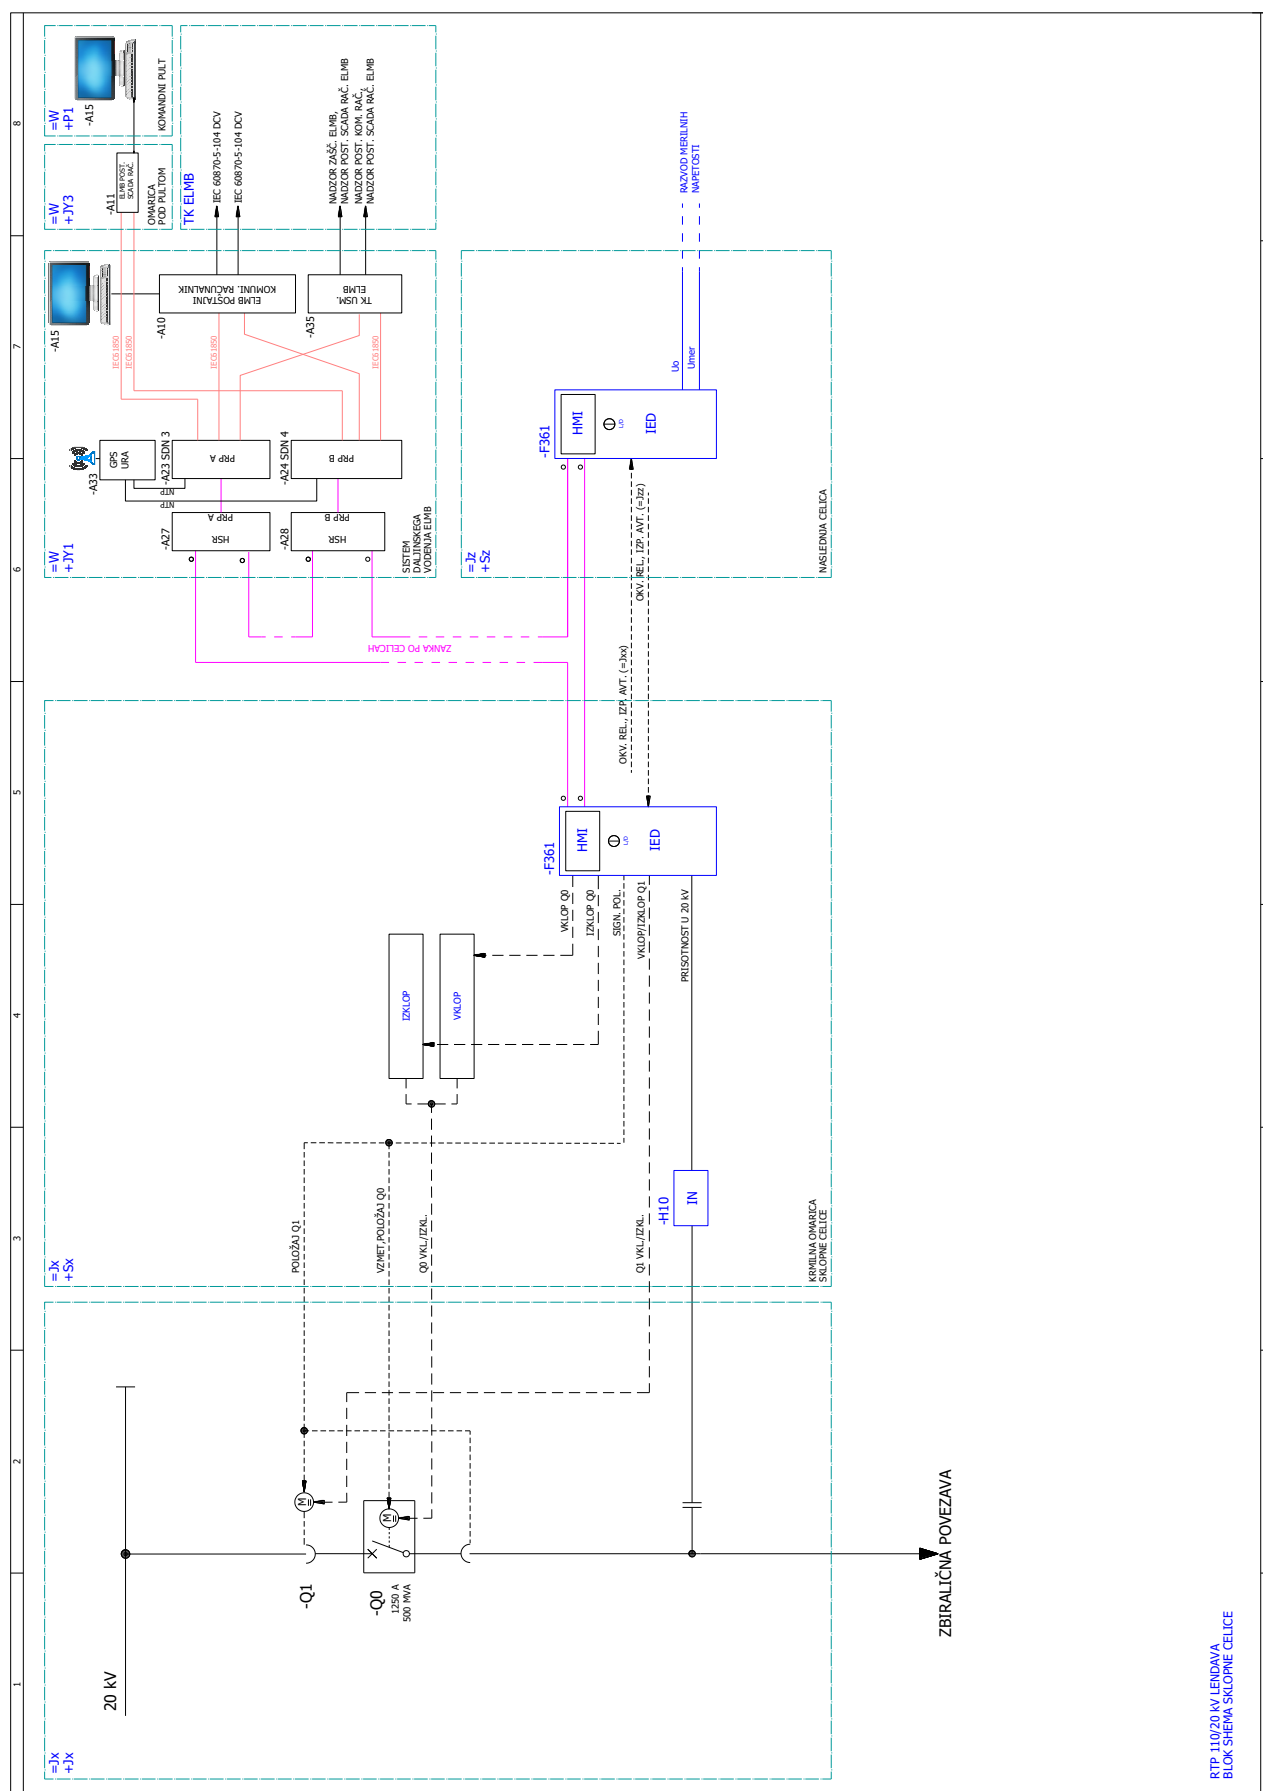 1
2
3
4
5
6
7
8
=Jx
+Jx
20 kV
-Q1
-Q0
1250 A
500 MVA
M
M
ZBIRALIČNA POVEZAVA
=Jx
+Sx
POLOŽAJ Q1
VZMET,POLOŽAJ Q0
Q0 VKL./IZKL.
Q1 VKL./IZKL.
-H10
IN
IZKLOP
VKLOP
VKLOP Q0
IZKLOP Q0
SIGN. POL.
VKLOP/IZKLOP Q1
PRISOTNOST U 20 kV
-F361
HMI
L/D
IED
KRMILNA OMARICA
SKLOPNE CELICE
OKV. REL., IZP. AVT. (=Jxx)
OKV. REL., IZP. AVT. (=Jzz)
ZANKA PO CELICAH
=W
+JY1
-A27
HSR
PRP A
-A28
HSR
PRP B
SISTEM
DALJINSKEGA
VODENJA ELMB
-A33
GPS
URA
NTP
NTP
-A23 SDN 3
PRP A
-A24 SDN 4
PRP B
IEC61850
IEC61850
IEC61850
IEC61850
-A15
-A10
ELMB POSTAJNI
KOMUNI. RAČUNALNIK
-A35
TK USM.
ELMB
=Jz
+Sz
-F361
HMI
L/D
IED
Uo
Umer
NASLEDNJA CELICA
RAZVOD MERILNIH
NAPETOSTI
=W
+JY3
-A11
ELMB POST.
SCADA RAČ.
OMARICA
POD PULTOM
=W
+P1
-A15
KOMANDNI PULT
TK ELMB
IEC 60870-5-104 DCV
IEC 60870-5-104 DCV
NADZOR ZAŠČ. ELMB,
NADZOR POST. SCADA RAČ. ELMB
NADZOR POST. KOM. RAČ,
NADZOR POST. SCADA RAČ. ELMB
RTP 110/20 kV LENDAVA
BLOK SHEMA SKLOPNE CELICE